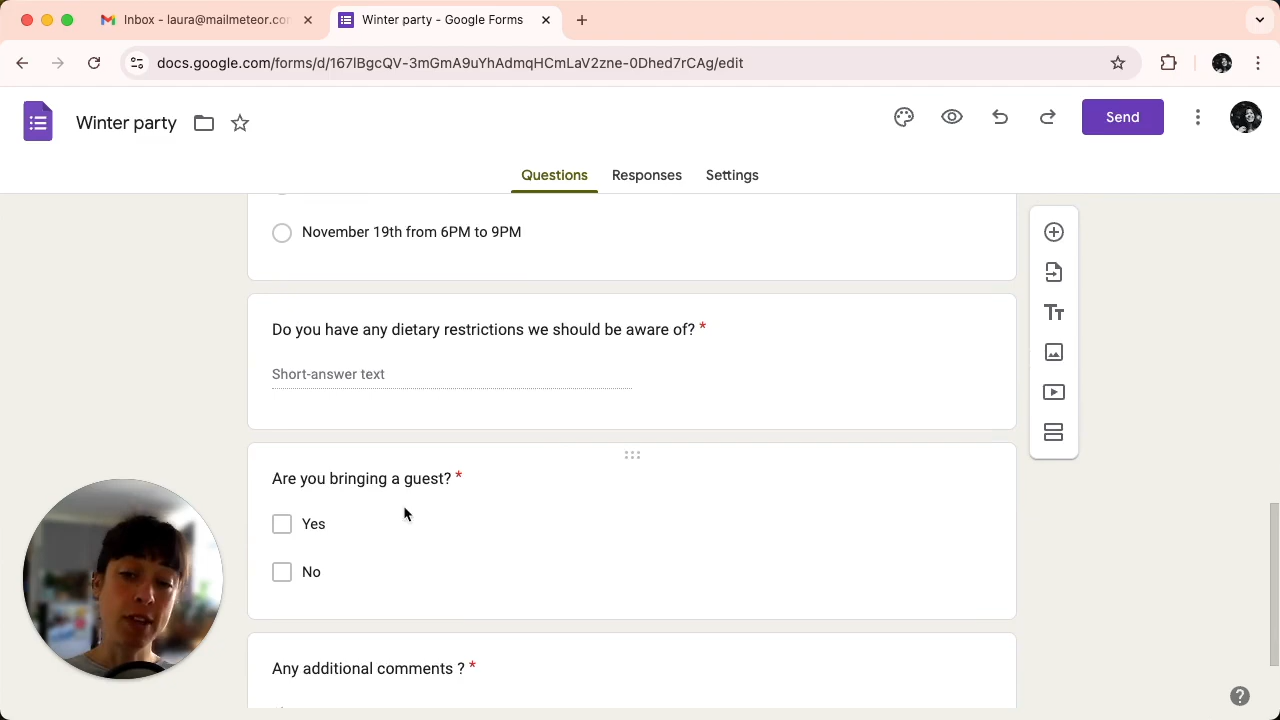 Inbox - laura@mailmeteor.co
Winter party - Google Forms
docs.google.com/forms/d/167lBgcQV-3mGmA9uYhAdmqHCmLaV2zne-0Dhed7rCAg/edit
Winter party
Send
Questions
Responses
Settings
November 19th from 6PM to 9PM
Do you have any dietary restrictions we should be aware of? *
Short-answer text
Are you bringing a guest? *
Yes
No
Any additional comments ? *